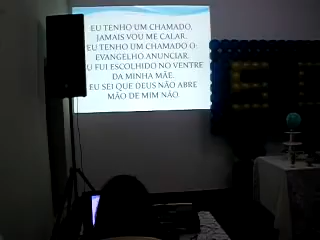 EU TENHO UM CHAMADO,
JAMAIS VOU ME CALAR.
EU TENHO UM CHAMADO O:
EVANGELHO ANUNCIAR.
U FUI ESCOLHIDO NO VENTRE
DA MINHA MÃE.
EU SEI QUE DEUS NÃO ABRE
MÃO DE MIM NÃO.